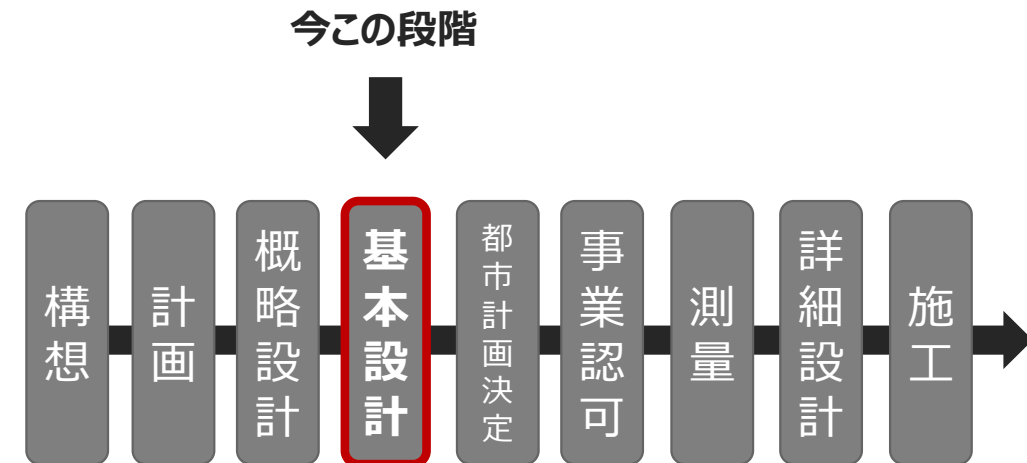 今この段階
構想
計画
概略設計
基本設計
都市計画決定
事業認可
測量
詳細設計
施工